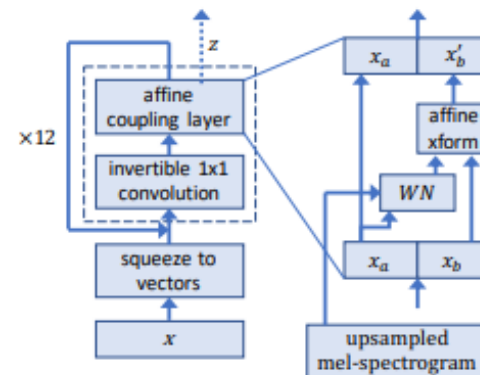 z
affine
coupling layer
×12
invertible 1x1
convolution
squeeze to
vectors
x
x_a
x_b'
affine
xform
WN
x_a
x_b
upsampled
mel-spectrogram